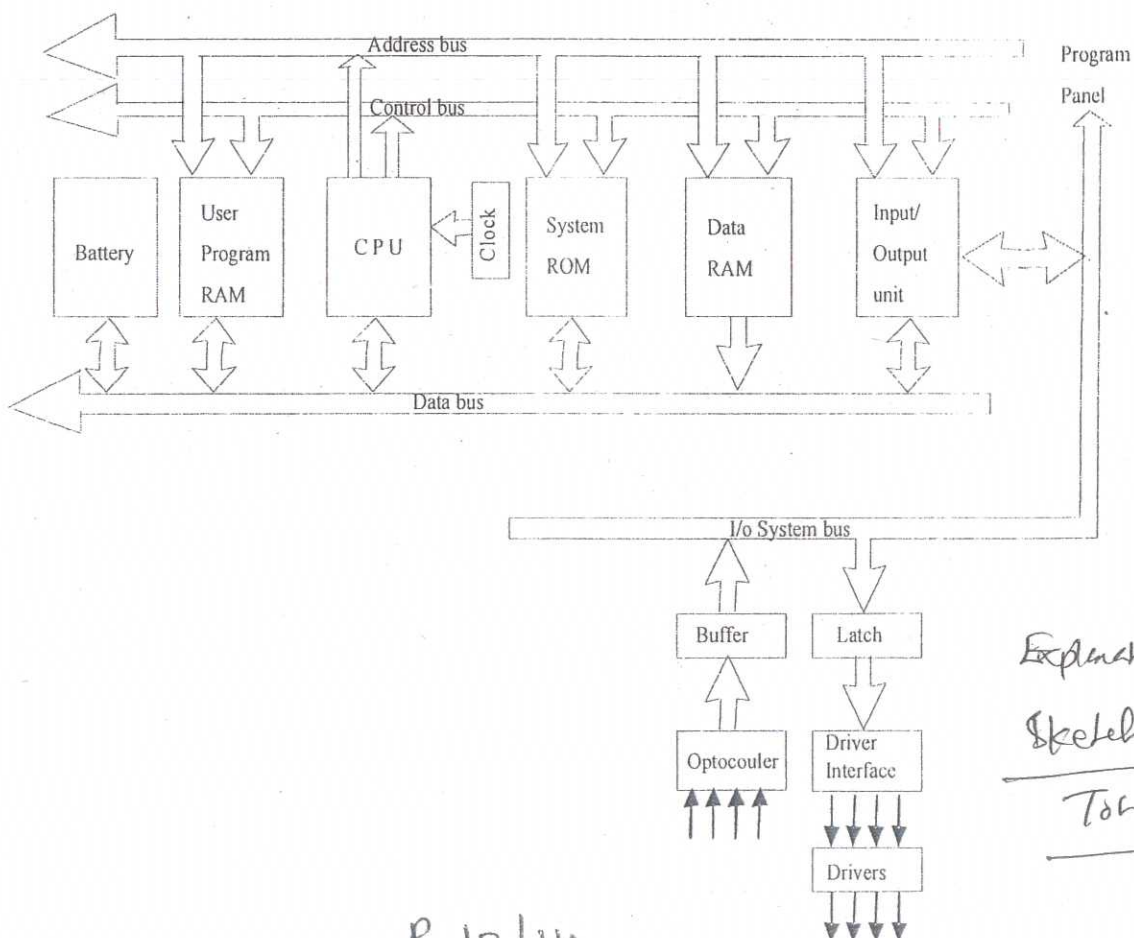 Address bus
Program
Panel
Control bus
Battery
User
Program
RAM
CPU
Clock
System
ROM
Data
RAM
Input/
Output
unit
Data bus
I/o System bus
Buffer
Latch
Optocouler
Driver
Interface
Drivers
Sketch